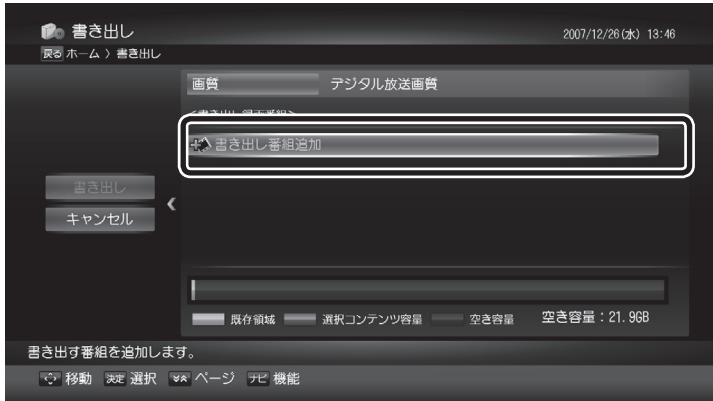 書き出し
2007/12/26(水) 13:46
戻る ホーム 〉 書き出し
画質 デジタル放送画質
書き出し番組追加
書き出し
キャンセル
既存領域 選択コンテンツ容量 空き容量 空き容量：21.9GB
書き出す番組を追加します。
移動 決定 選択 ページ ナビ 機能